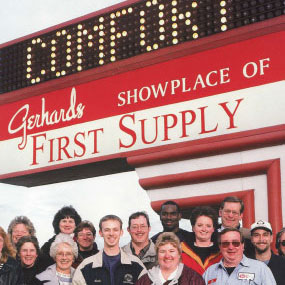 COMFORT
Gerhards SHOWPLACE OF
FIRST SUPPLY